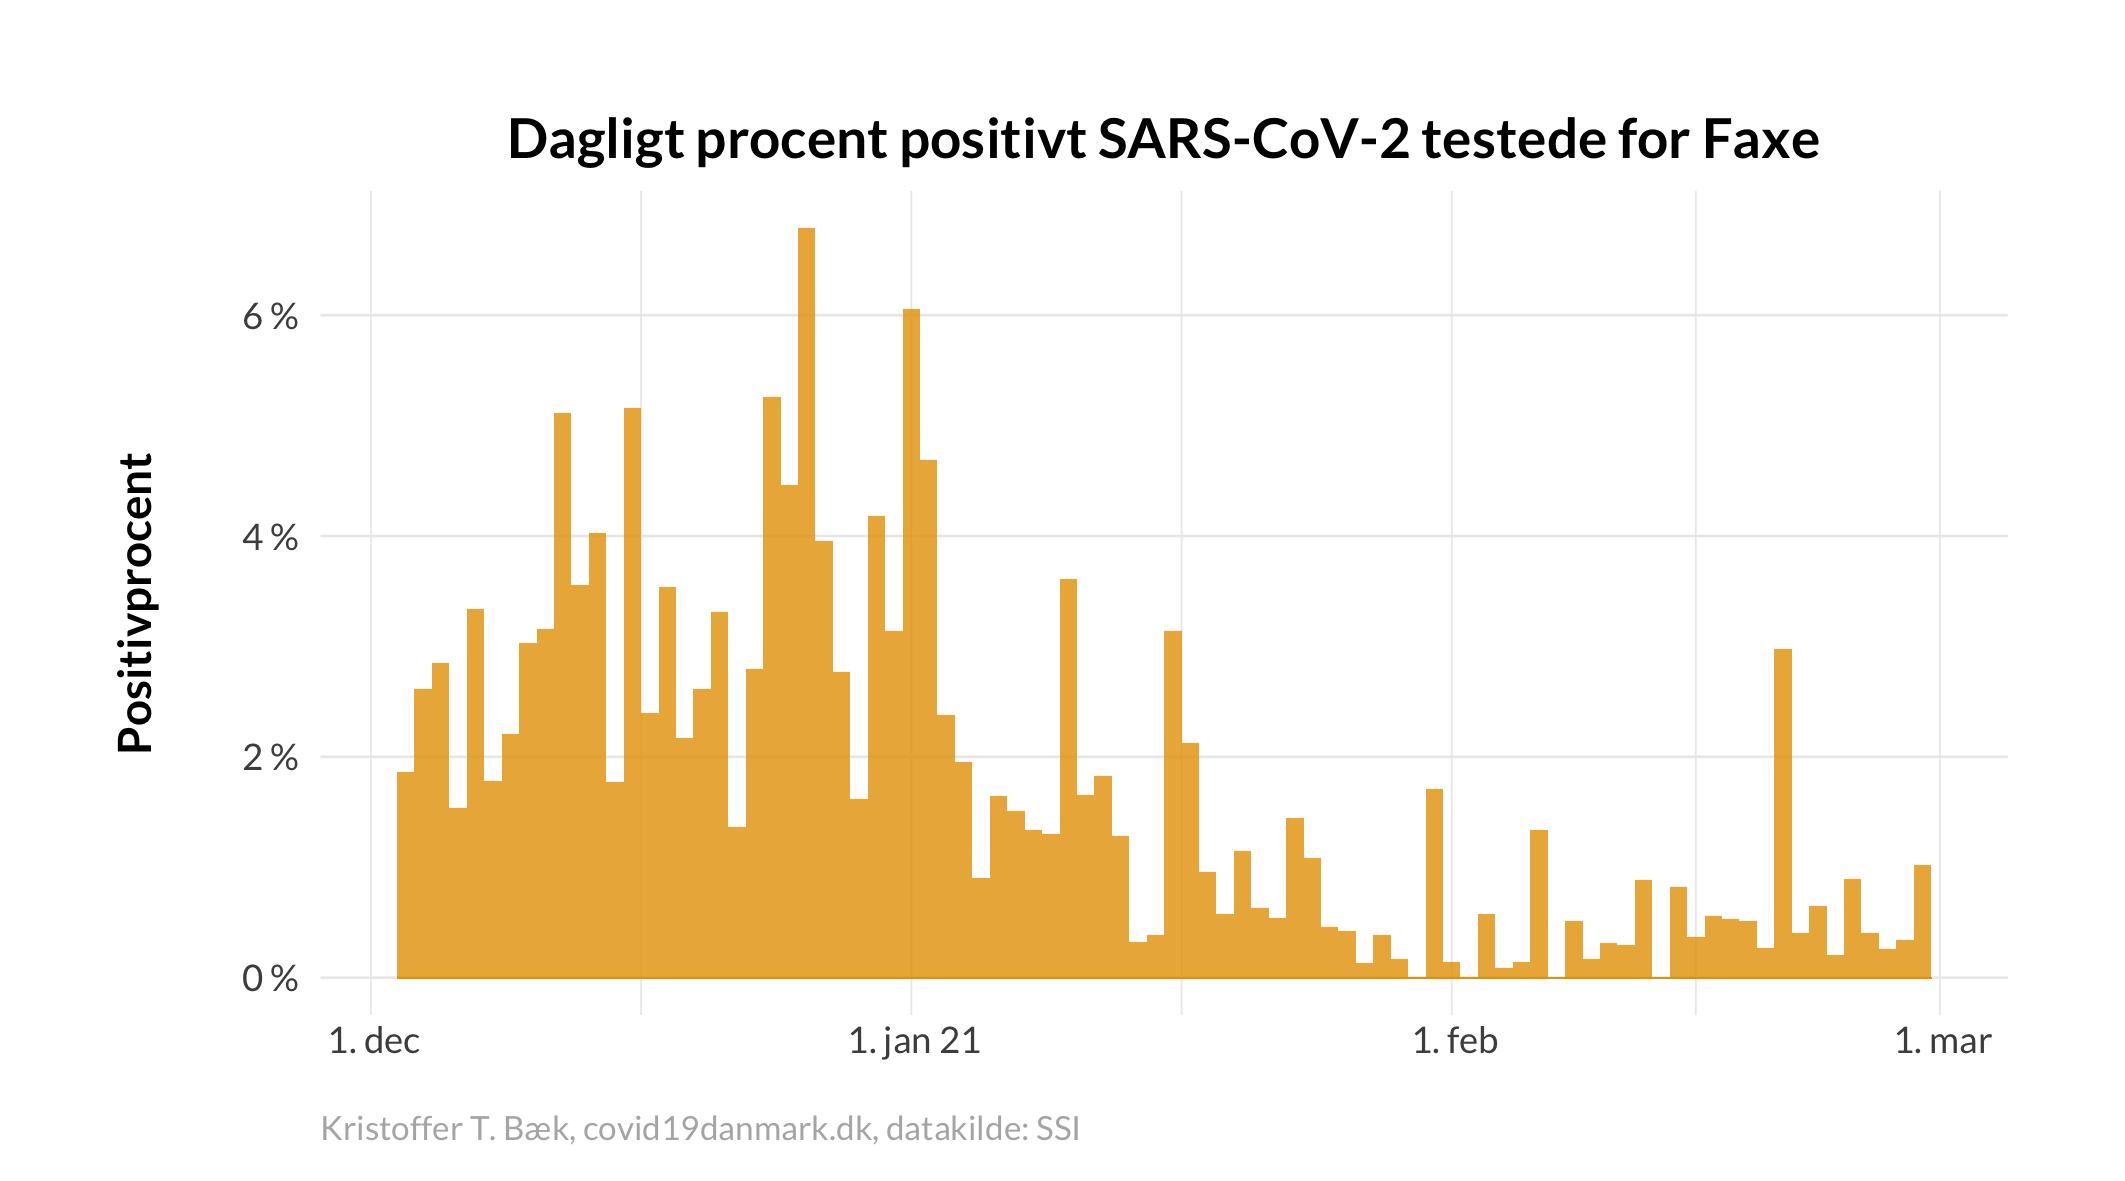 Dagligt procent positivt SARS-CoV-2 testede for Faxe
Positivprocent
6 %
4 %
2 %
0 %
1. dec
1. jan 21
1. feb
1. mar
Kristoffer T. Bæk, covid19danmark.dk, datakilde: SSI